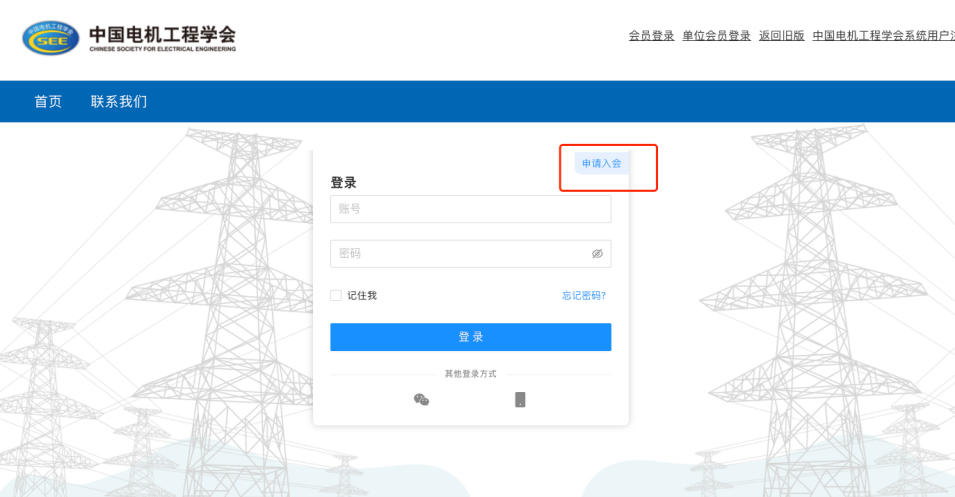 中国电机工程学会
CHINESE SOCIETY FOR ELECTRICAL ENGINEERING
CSEE
会员登录 单位会员登录 返回旧版 中国电机工程学会系统用户注
首页 联系我们
申请入会
登录
账号
密码
记住我 忘记密码?
登 录
其他登录方式